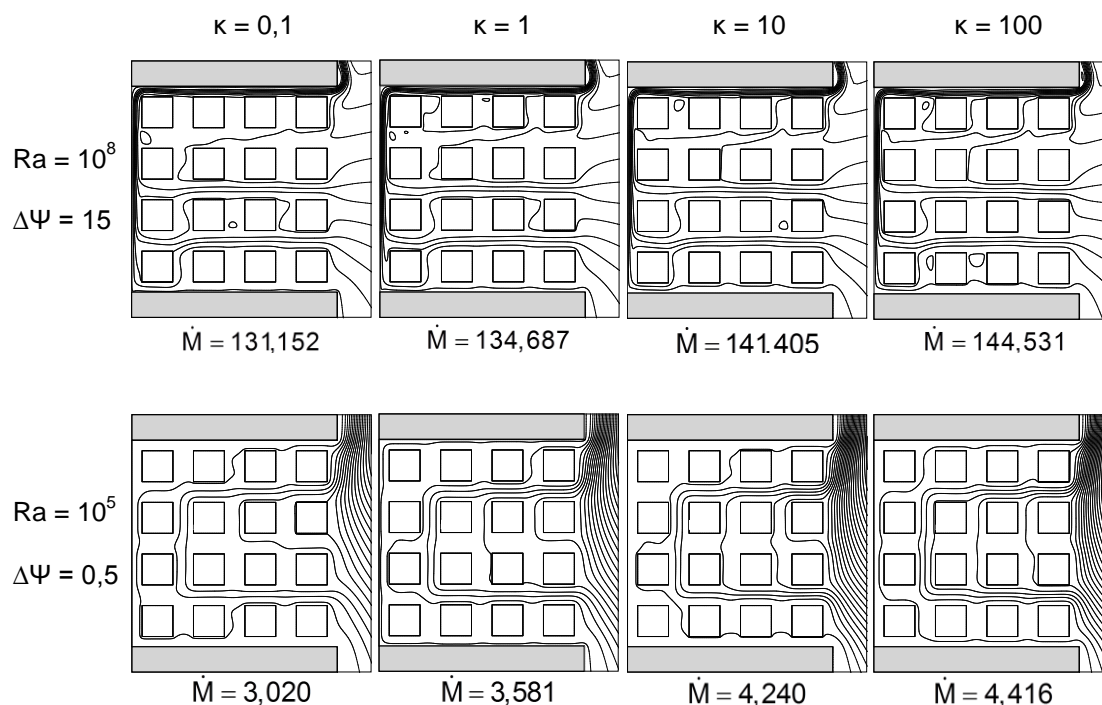 κ = 0,1 κ = 1 κ = 10 κ = 100
Ra = 10⁸
ΔΨ = 15
Ṁ = 131,152 Ṁ = 134,687 Ṁ = 141,405 Ṁ = 144,531
Ra = 10⁵
ΔΨ = 0,5
Ṁ = 3,020 Ṁ = 3,581 Ṁ = 4,240 Ṁ = 4,416